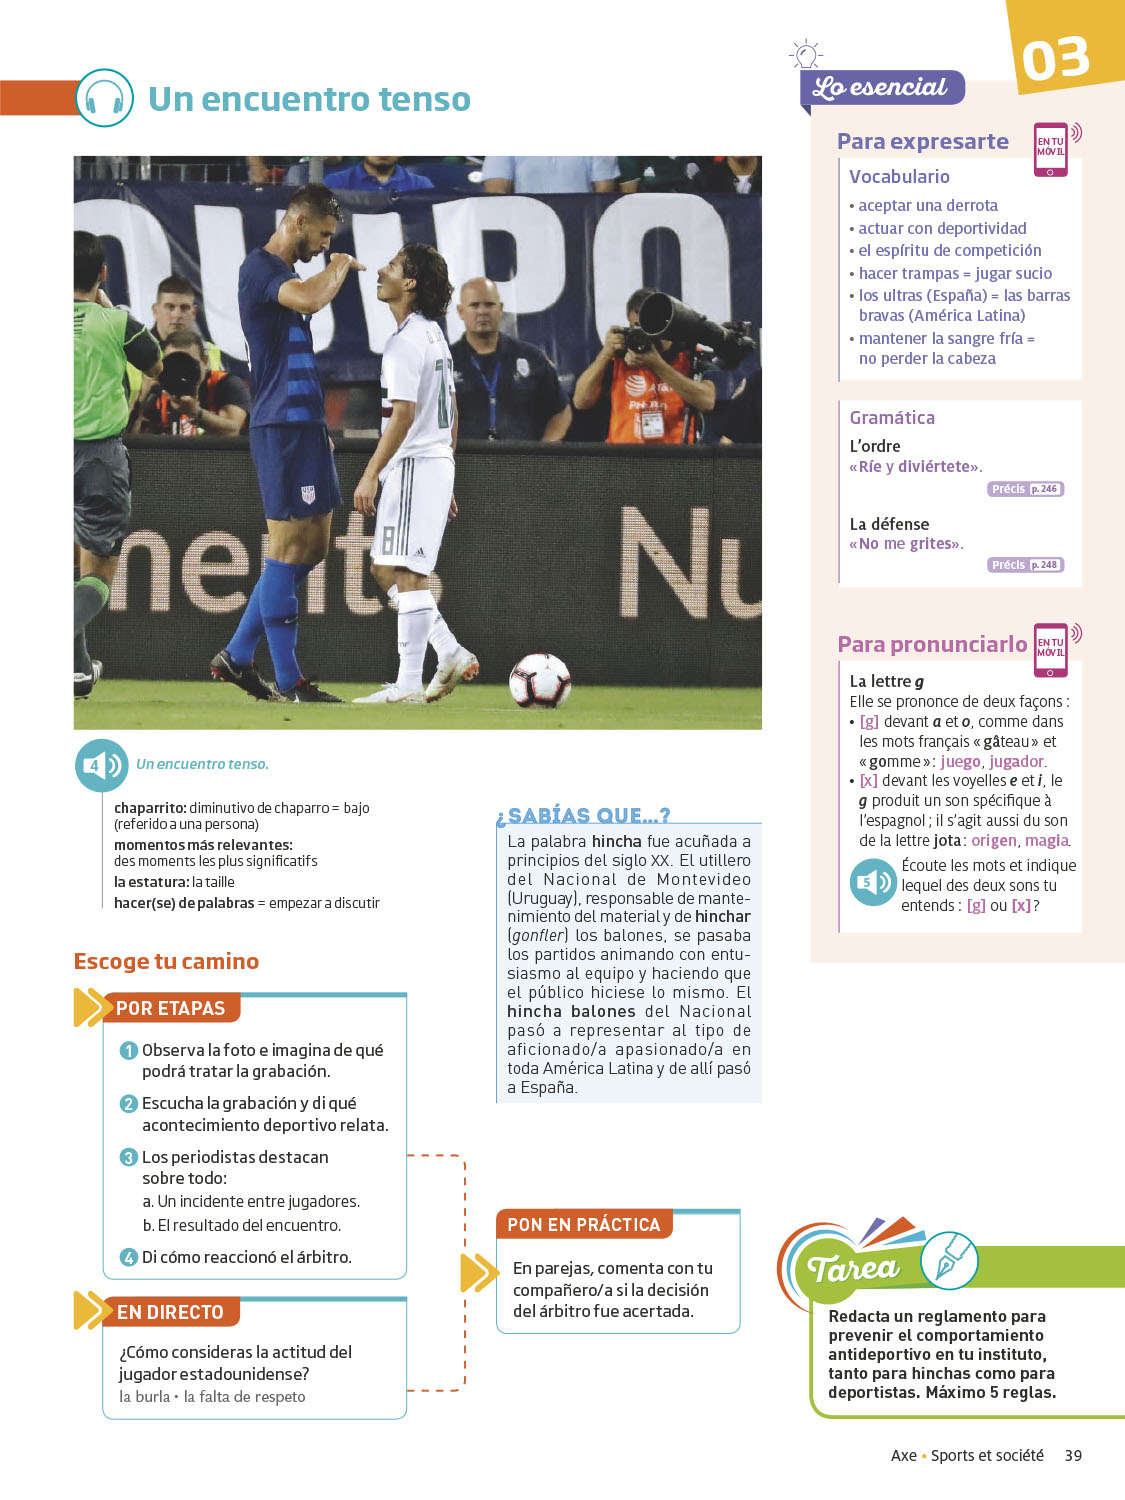 03
Un encuentro tenso
QUIPO
AT&T
8
ments
Nu
4
Un encuentro tenso.
chaparrito: diminutivo de chaparro = bajo
(referido a una persona)
momentos más relevantes:
des moments les plus significatifs
la estatura: la taille
hacer(se) de palabras = empezar a discutir
Escoge tu camino
POR ETAPAS
1 Observa la foto e imagina de qué
podrá tratar la grabación.
2 Escucha la grabación y di qué
acontecimiento deportivo relata.
3 Los periodistas destacan
sobre todo:
a. Un incidente entre jugadores.
b. El resultado del encuentro.
4 Di cómo reaccionó el árbitro.
EN DIRECTO
¿Cómo consideras la actitud del
jugador estadounidense?
la burla • la falta de respeto
¿SABÍAS QUE...?
La palabra hincha fue acuñada a
principios del siglo XX. El utillero
del Nacional de Montevideo
(Uruguay), responsable de mante-
nimiento del material y de hinchar
(gonfler) los balones, se pasaba
los partidos animando con entu-
siasmo al equipo y haciendo que
el público hiciese lo mismo. El
hincha balones del Nacional
pasó a representar al tipo de
aficionado/a apasionado/a en
toda América Latina y de allí pasó
a España.
PON EN PRÁCTICA
En parejas, comenta con tu
compañero/a si la decisión
del árbitro fue acertada.
Lo esencial
Para expresarte
EN TU
MÓVIL
Vocabulario
• aceptar una derrota
• actuar con deportividad
• el espíritu de competición
• hacer trampas = jugar sucio
• los ultras (España) = las barras
bravas (América Latina)
• mantener la sangre fría =
no perder la cabeza
Gramática
L'ordre
«Ríe y diviértete».
Précis p. 246
La défense
«No me grites».
Précis p. 248
Para pronunciarlo
EN TU
MÓVIL
La lettre g
Elle se prononce de deux façons :
• [g] devant a et o, comme dans
les mots français « gâteau » et
« gomme » : juego, jugador.
• [x] devant les voyelles e et i, le
g produit un son spécifique à
l'espagnol ; il s'agit aussi du son
de la lettre jota : origen, magia.
5
Écoute les mots et indique
lequel des deux sons tu
entends : [g] ou [x] ?
Tarea
Redacta un reglamento para
prevenir el comportamiento
antideportivo en tu instituto,
tanto para hinchas como para
deportistas. Máximo 5 reglas.
Axe • Sports et société 39